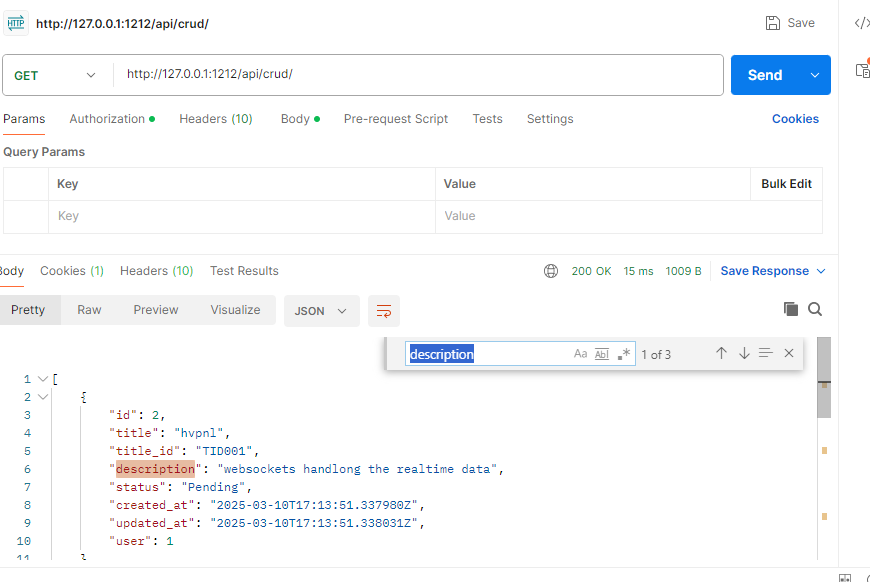 HTTP http://127.0.0.1:1212/api/crud/ Save </>
GET http://127.0.0.1:1212/api/crud/ Send
Params Authorization Headers (10) Body Pre-request Script Tests Settings Cookies
Query Params
Key Value Bulk Edit
Key Value
Body Cookies (1) Headers (10) Test Results 200 OK 15 ms 1009 B Save Response
Pretty Raw Preview Visualize JSON
description Aa Abl .* 1 of 3
1 [
2 {
3 "id": 2,
4 "title": "hvpnl",
5 "title_id": "TID001",
6 "description": "websockets handlong the realtime data",
7 "status": "Pending",
8 "created_at": "2025-03-10T17:13:51.337980Z",
9 "updated_at": "2025-03-10T17:13:51.338031Z",
10 "user": 1
11 }